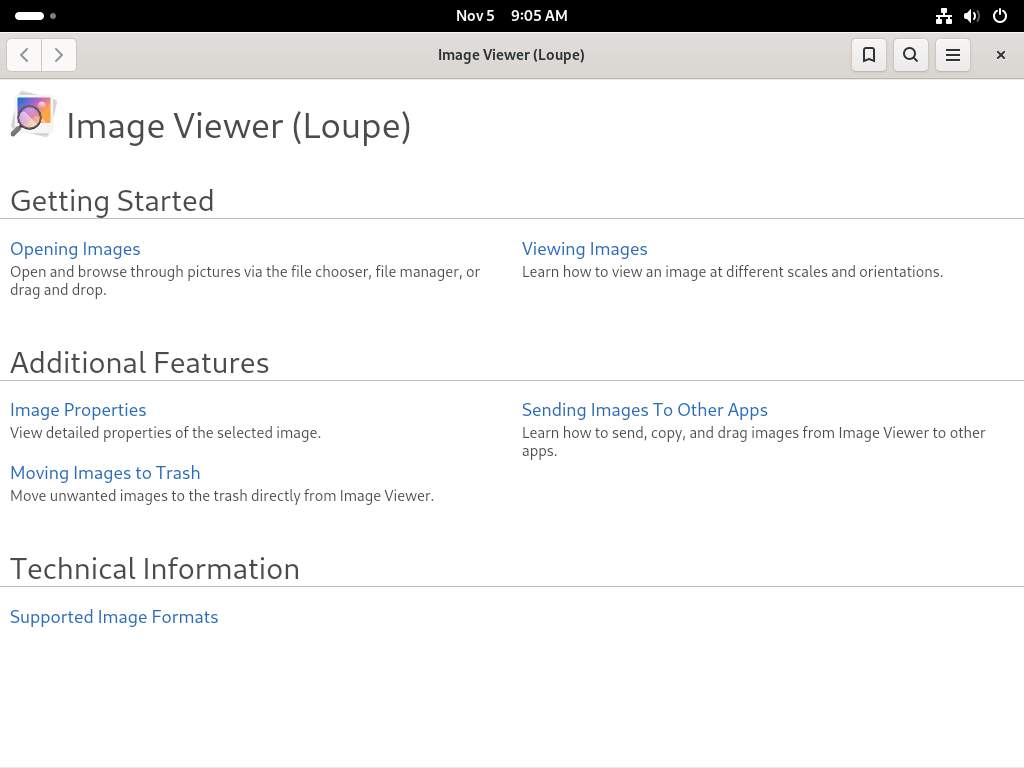 Nov 5 9:05 AM
Image Viewer (Loupe)
Image Viewer (Loupe)
Getting Started
Opening Images
Open and browse through pictures via the file chooser, file manager, or
drag and drop.
Viewing Images
Learn how to view an image at different scales and orientations.
Additional Features
Image Properties
View detailed properties of the selected image.
Moving Images to Trash
Move unwanted images to the trash directly from Image Viewer.
Sending Images To Other Apps
Learn how to send, copy, and drag images from Image Viewer to other
apps.
Technical Information
Supported Image Formats